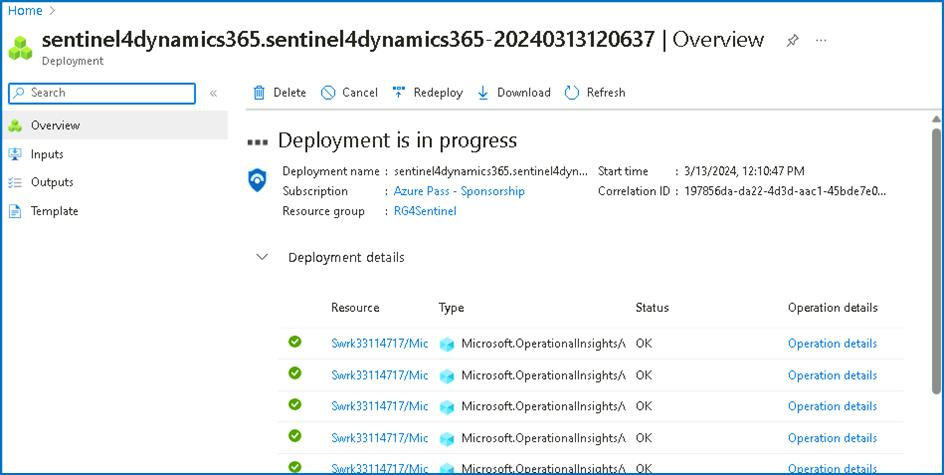 Home >
sentinel4dynamics365.sentinel4dynamics365-20240313120637 | Overview ...
Deployment
Search «
Delete Cancel Redeploy Download Refresh
Overview
Inputs
Outputs
Template
Deployment is in progress
Deployment name : sentinel4dynamics365.sentinel4dyn... Start time : 3/13/2024, 12:10:47 PM
Subscription : Azure Pass - Sponsorship Correlation ID : 197856da-da22-4d3d-aac1-45bde7e0...
Resource group : RG4Sentinel
Deployment details
Resource Type Status Operation details
Swrk33114717/Mic Microsoft.OperationalInsights/ OK Operation details
Swrk33114717/Mic Microsoft.OperationalInsights/ OK Operation details
Swrk33114717/Mic Microsoft.OperationalInsights/ OK Operation details
Swrk33114717/Mic Microsoft.OperationalInsights/ OK Operation details
Swrk33114717/Mic Microsoft.OperationalInsights/ OK Operation details